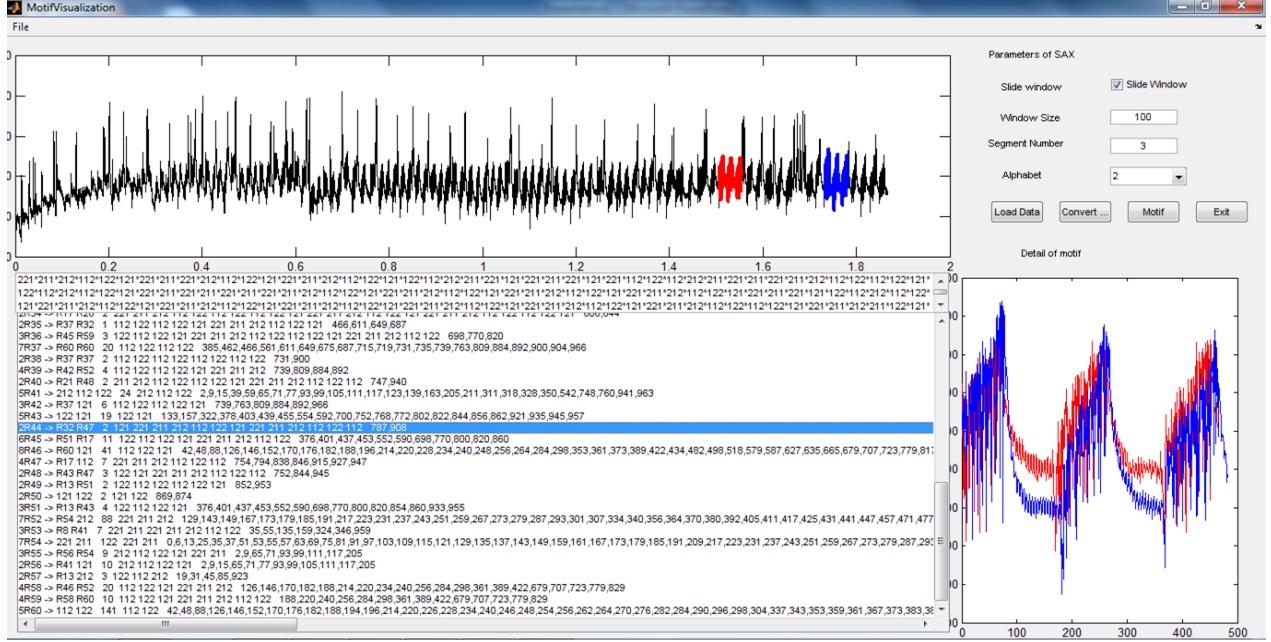 MotifVisualization
File
Parameters of SAX
Slide window Slide Window
Window Size 100
Segment Number 3
Alphabet 2
Load Data Convert ... Motif Exit
Detail of motif
0 0.2 0.4 0.6 0.8 1 1.2 1.4 1.6 1.8 2
2R35 -> R37 R32 1 112 122 112 122 121 221 211 212 112 122 121 466,611,649,687
3R36 -> R45 R59 3 112 122 121 221 211 212 112 122 112 122 121 221 211 212 112 122 698,770,820
7R37 -> R60 R60 20 112 122 112 122 385,462,466,561,611,649,675,687,715,719,731,735,739,763,809,884,892,900,904,966
2R38 -> R37 R37 2 112 122 112 122 112 122 112 122 731,900
4R39 -> R42 R52 4 112 122 112 122 121 221 211 212 739,809,884,892
2R40 -> R21 R48 2 211 212 112 122 112 122 121 221 211 212 112 122 112 747,940
5R41 -> 212 112 122 24 212 112 122 2,9,15,39,59,65,71,77,93,99,105,111,117,123,139,163,205,211,311,318,328,350,542,748,760,941,963
3R42 -> R37 121 6 112 122 112 122 121 739,763,809,884,892,966
5R43 -> 122 121 19 122 121 133,157,322,378,403,439,455,554,592,700,752,768,772,802,822,844,856,862,921,935,945,957
2R44 -> R32 R47 2 121 221 211 212 112 122 121 221 211 212 112 122 112 787,908
6R45 -> R51 R17 11 122 112 122 121 221 211 212 112 122 376,401,437,453,552,590,698,770,800,820,860
8R46 -> R60 121 41 112 122 121 42,48,88,126,146,152,170,176,182,188,196,214,220,228,234,240,248,256,264,284,298,353,361,373,389,422,434,482,498,518,579,587,627,635,665,679,707,723,779,817
4R47 -> R17 112 7 221 211 212 112 122 112 754,794,838,846,915,927,947
2R48 -> R43 R47 3 122 121 221 211 212 112 122 112 752,844,945
2R49 -> R13 R51 2 122 112 122 112 122 121 852,953
2R50 -> 121 122 2 121 122 869,874
3R51 -> R13 R43 4 122 112 122 121 376,401,437,453,552,590,698,770,800,820,854,860,933,955
7R52 -> R54 212 88 221 211 212 129,143,149,167,173,179,185,191,217,223,231,237,243,251,259,267,273,279,287,293,301,307,334,340,356,364,370,380,392,405,411,417,425,431,441,447,457,471,477
3R53 -> R8 R41 7 221 211 221 211 212 112 122 35,55,135,159,324,346,959
7R54 -> 221 211 122 221 211 0,6,13,25,35,37,51,53,55,57,63,69,75,81,91,97,103,109,115,121,129,135,137,143,149,159,161,167,173,179,185,191,209,217,223,231,237,243,251,259,267,273,279,287,293
3R55 -> R56 R54 9 212 112 122 121 221 211 2,9,65,71,93,99,111,117,205
2R56 -> R41 121 10 212 112 122 121 2,9,15,65,71,77,93,99,105,111,117,205
2R57 -> R13 212 3 122 112 212 19,31,45,85,923
4R58 -> R46 R52 20 112 122 121 221 211 212 126,146,170,182,188,214,220,234,240,256,284,298,361,389,422,679,707,723,779,829
4R59 -> R58 R60 10 112 122 121 221 211 212 112 122 188,220,240,256,284,298,361,389,422,679,707,723,779,829
5R60 -> 112 122 141 112 122 42,48,88,126,146,152,170,176,182,188,194,196,214,220,226,228,234,240,246,248,254,256,262,264,270,276,282,284,290,296,298,304,337,343,353,359,361,367,373,383,38
0 100 200 300 400 500